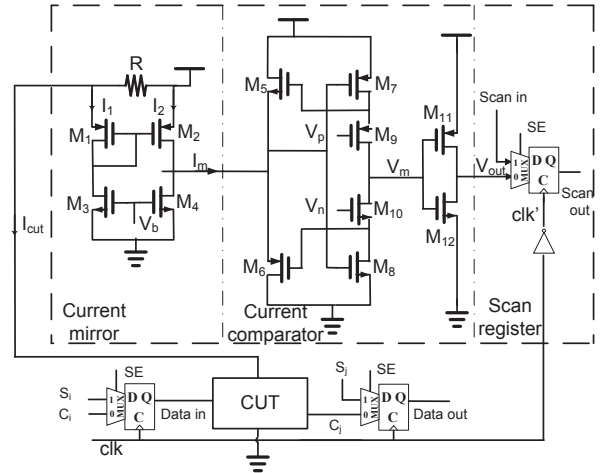 R
I1 I2
M1 M2
Im
M3 M4
Vb
Icut
Current
mirror
M5 M7
Vp M9
Vm
Vn M10
M6 M8
Current
comparator
M11
M12
Vout
Scan in
SE
1
0
MUX
D Q
C
Scan
out
clk'
Scan
register
Si
Ci
SE
1
0
MUX
D Q
C
Data in
clk
CUT
Sj
Cj
SE
1
0
MUX
D Q
C
Data out